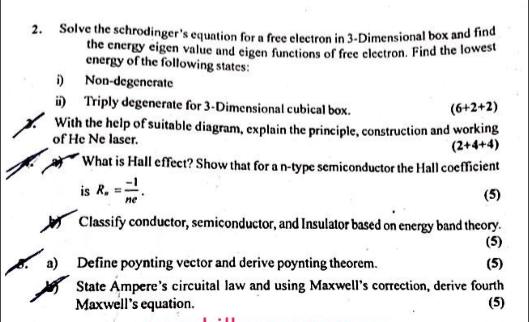 2. Solve the schrodinger's equation for a free electron in 3-Dimensional box and find
the energy eigen value and eigen functions of free electron. Find the lowest
energy of the following states:
i) Non-degenerate
ii) Triply degenerate for 3-Dimensional cubical box. (6+2+2)
3. With the help of suitable diagram, explain the principle, construction and working
of He Ne laser. (2+4+4)
4. a) What is Hall effect? Show that for a n-type semiconductor the Hall coefficient
is Rₙ = -1/ne. (5)
b) Classify conductor, semiconductor, and Insulator based on energy band theory.
(5)
5. a) Define poynting vector and derive poynting theorem. (5)
b) State Ampere's circuital law and using Maxwell's correction, derive fourth
Maxwell's equation. (5)